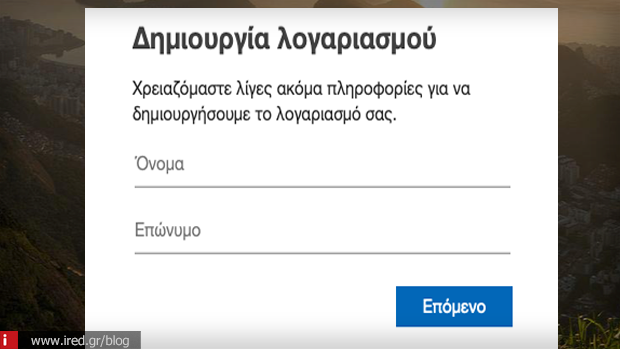 Δημιουργία λογαριασμού
Χρειαζόμαστε λίγες ακόμα πληροφορίες για να
δημιουργήσουμε το λογαριασμό σας.
Όνομα
Επώνυμο
Επόμενο
i www.ired.gr/blog